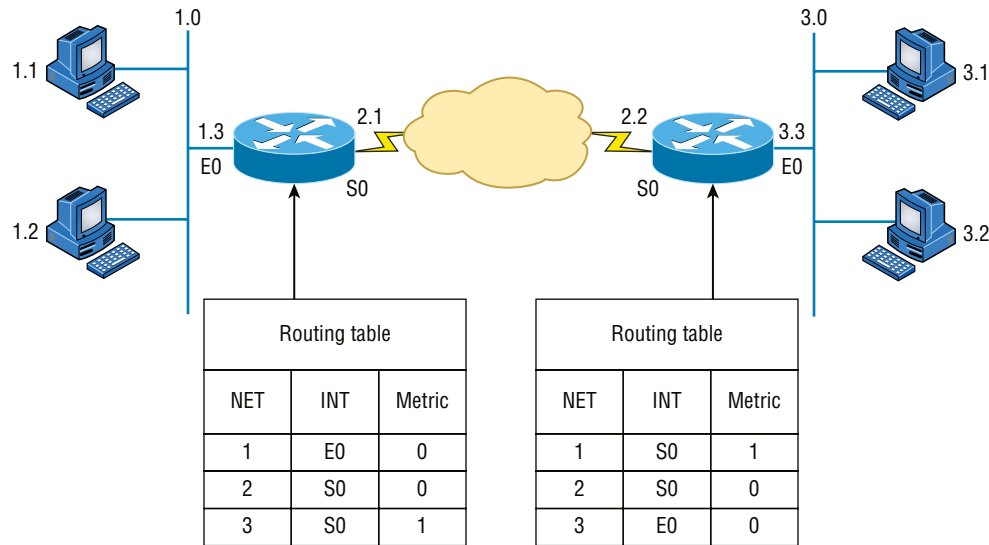 1.0
3.0
1.1
3.1
1.3
2.1
2.2
3.3
E0
S0
S0
E0
1.2
3.2
Routing table
NET INT Metric
1 E0 0
2 S0 0
3 S0 1
Routing table
NET INT Metric
1 S0 1
2 S0 0
3 E0 0